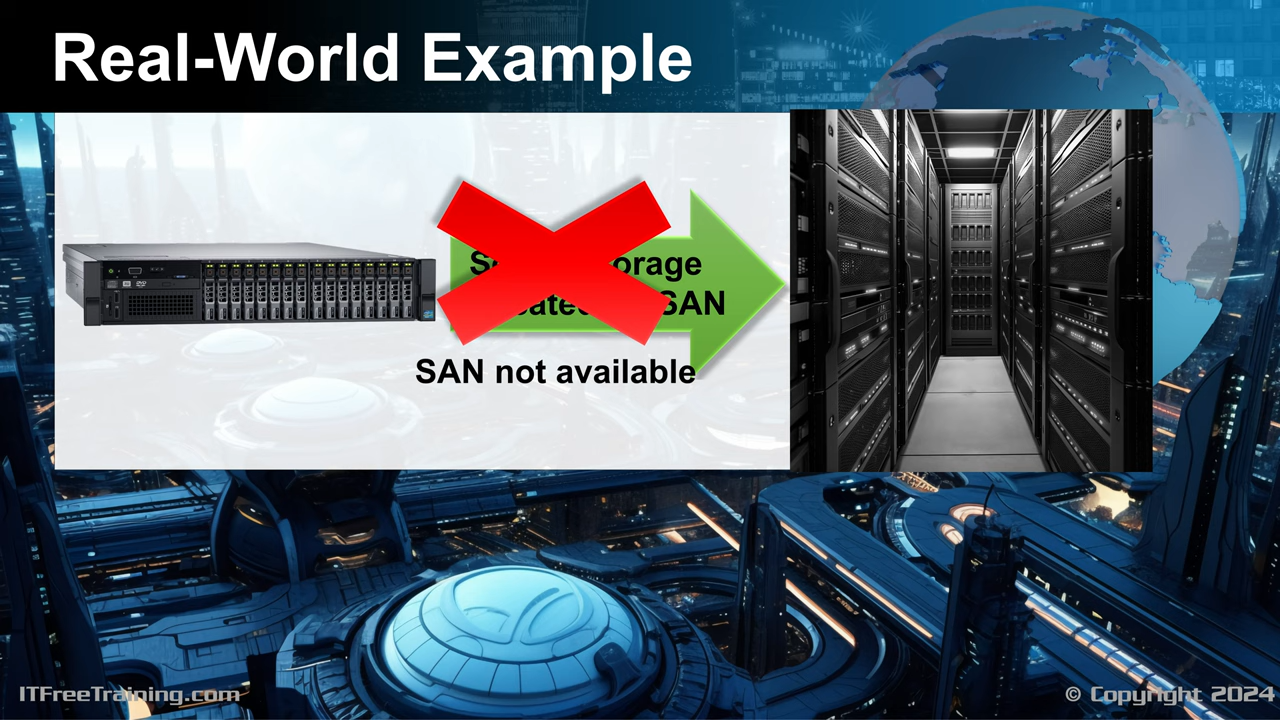 Real-World Example
orage
SAN
SAN not available
ITFreeTraining.com
© Copyright 2024